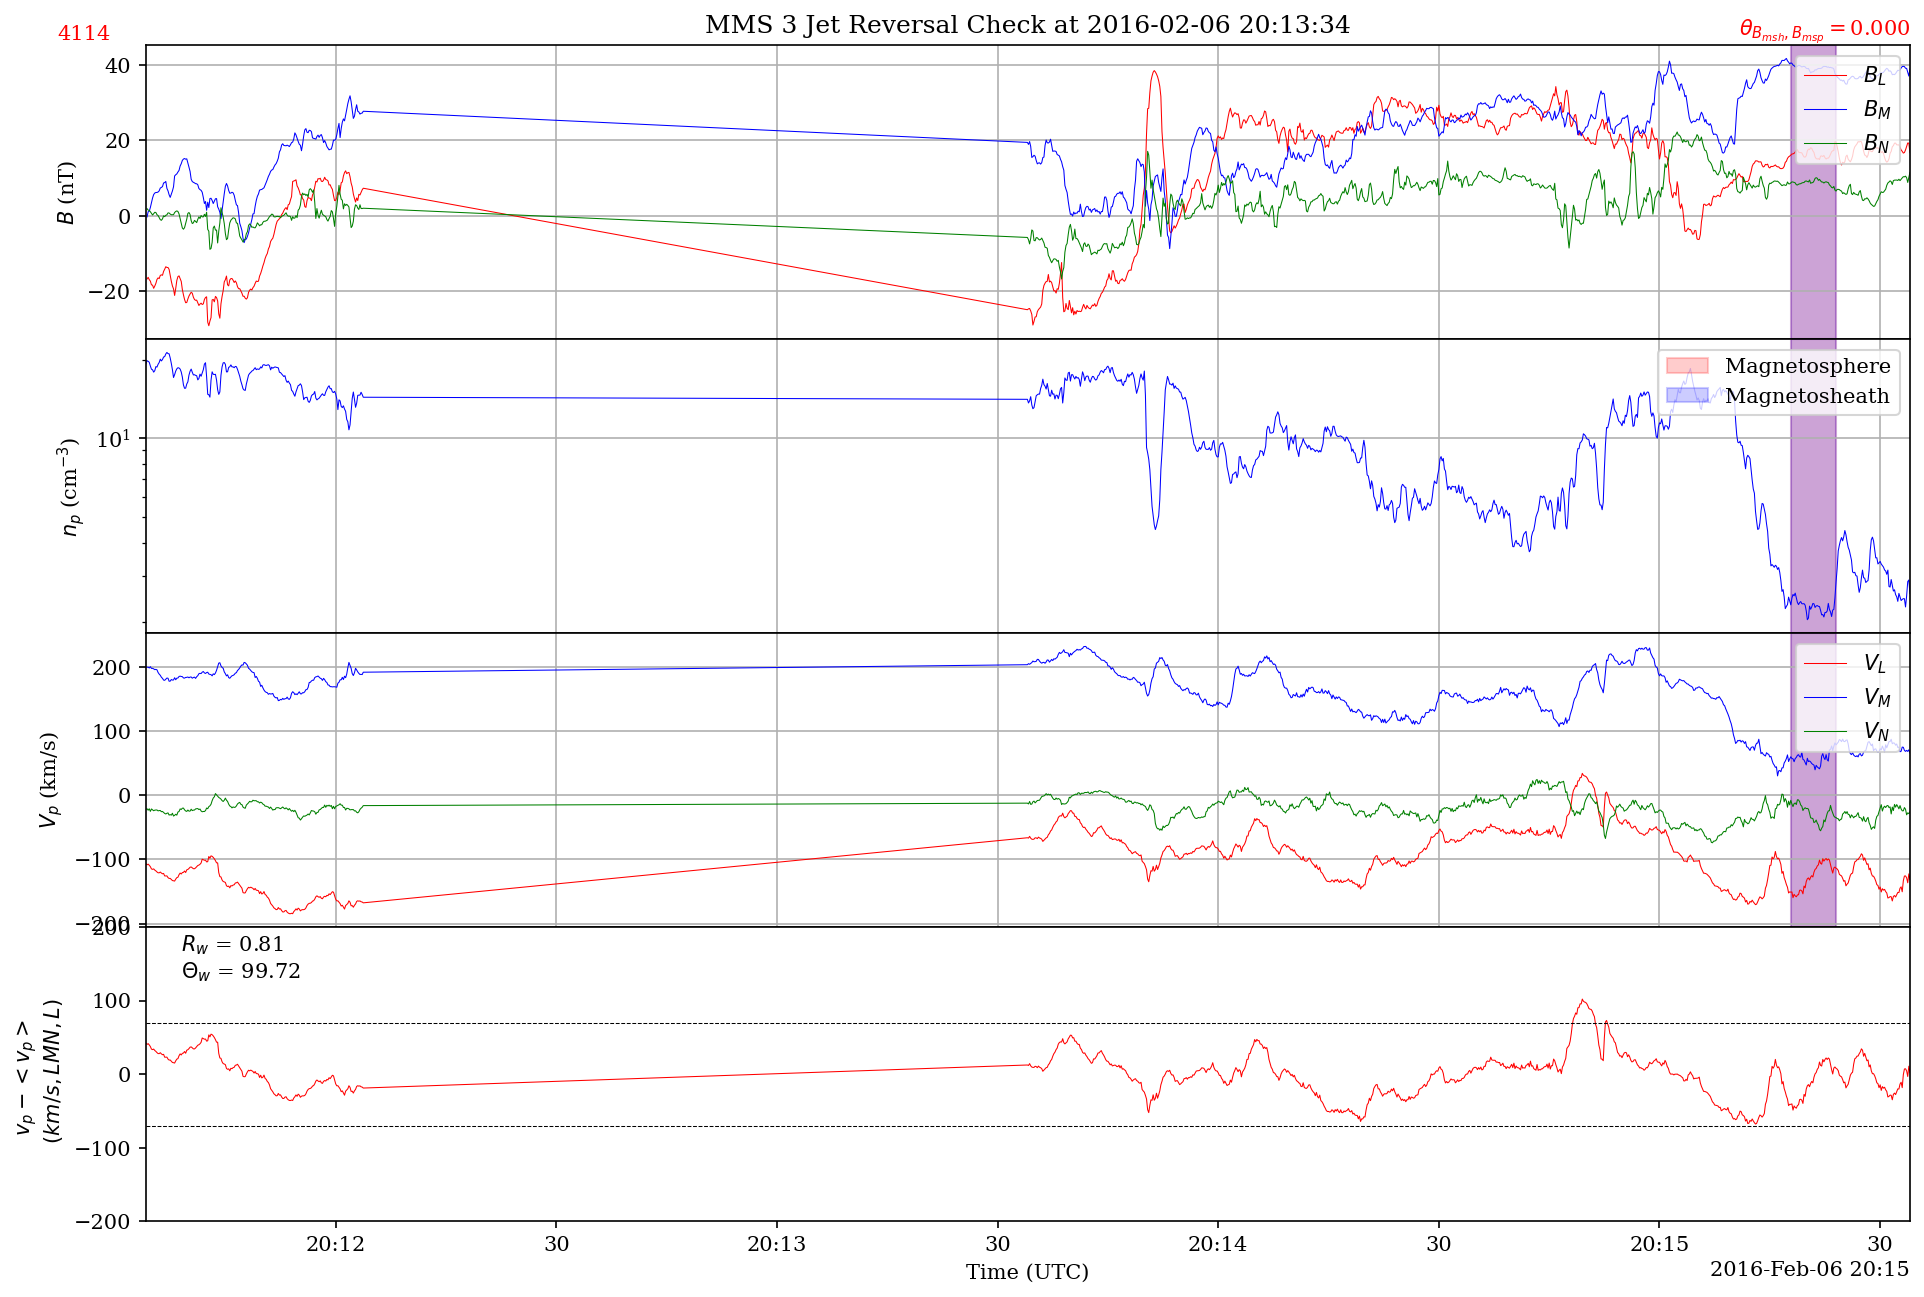 MMS 3 Jet Reversal Check at 2016-02-06 20:13:34
4114
θ_{B_{msh}, B_{msp}} = 0.000
40
20
0
−20
B (nT)
B_L
B_M
B_N
10^1
n_p (cm^{−3})
Magnetosphere
Magnetosheath
200
100
0
−100
−200
V_p (km/s)
V_L
V_M
V_N
200
100
0
−100
−200
v_p − < v_p >
(km/s, LMN, L)
R_w = 0.81
Θ_w = 99.72
20:12 30 20:13 30 20:14 30 20:15 30
Time (UTC)
2016-Feb-06 20:15